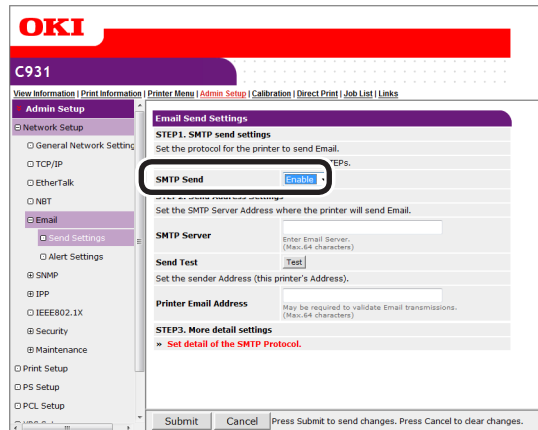 OKI
C931
View Information | Print Information | Printer Menu | Admin Setup | Calibration | Direct Print | Job List | Links
Admin Setup
Network Setup
General Network Setting
TCP/IP
EtherTalk
NBT
Email
Send Settings
Alert Settings
SNMP
IPP
IEEE802.1X
Security
Maintenance
Print Setup
PS Setup
PCL Setup
Email Send Settings
STEP1. SMTP send settings
Set the protocol for the printer to send Email.
TEPs.
SMTP Send Enable
STEP2. Send Address Settings
Set the SMTP Server Address where the printer will send Email.
SMTP Server
Enter Email Server.
(Max.64 characters)
Send Test Test
Set the sender Address (this printer's Address).
Printer Email Address
May be required to validate Email transmissions.
(Max.64 characters)
STEP3. More detail settings
» Set detail of the SMTP Protocol.
Submit Cancel Press Submit to send changes. Press Cancel to clear changes.